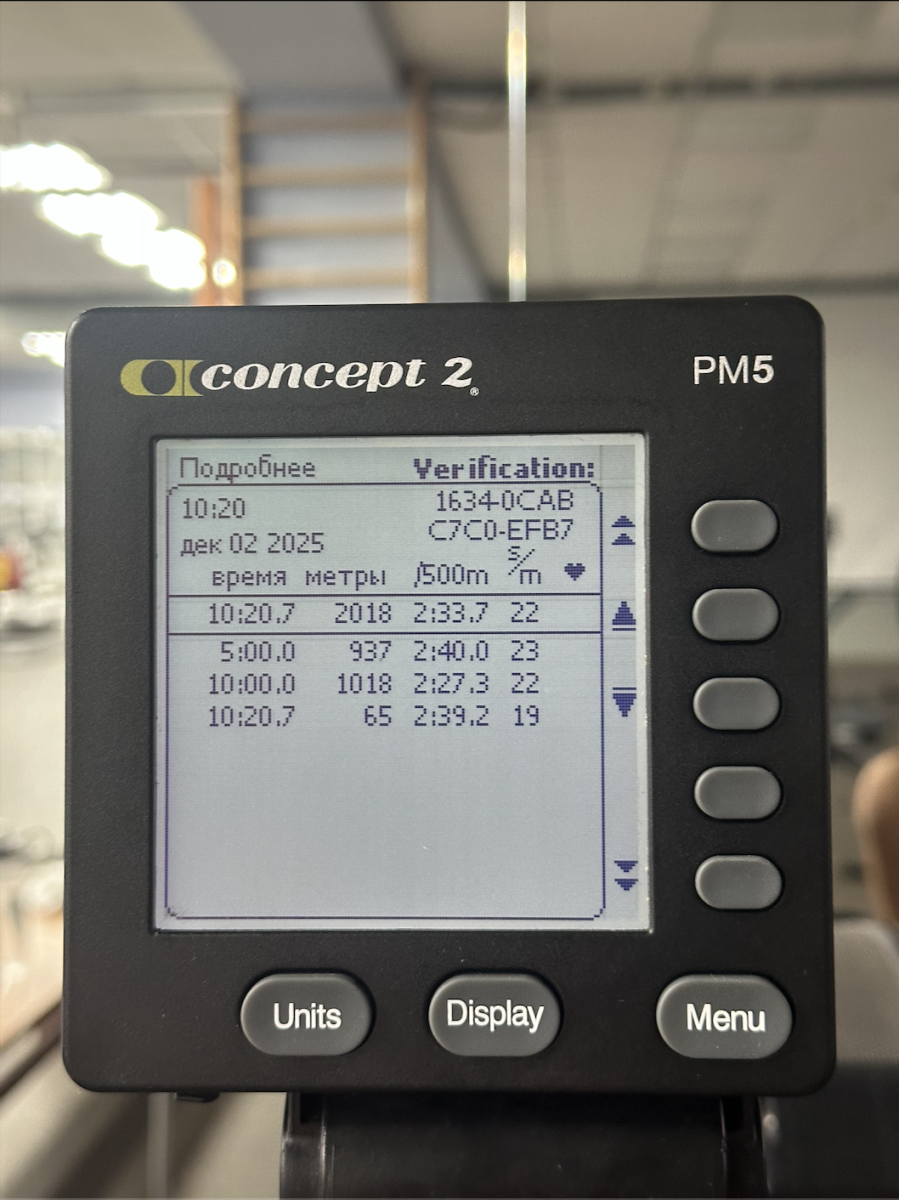 concept 2®
PM5
Подробнее Verification:
10:20 1634-0CAB
дек 02 2025 C7C0-EFB7
время метры /500m s/m ♥
10:20.7 2018 2:33.7 22
5:00.0 937 2:40.0 23
10:00.0 1018 2:27.3 22
10:20.7 65 2:39.2 19
Units Display Menu